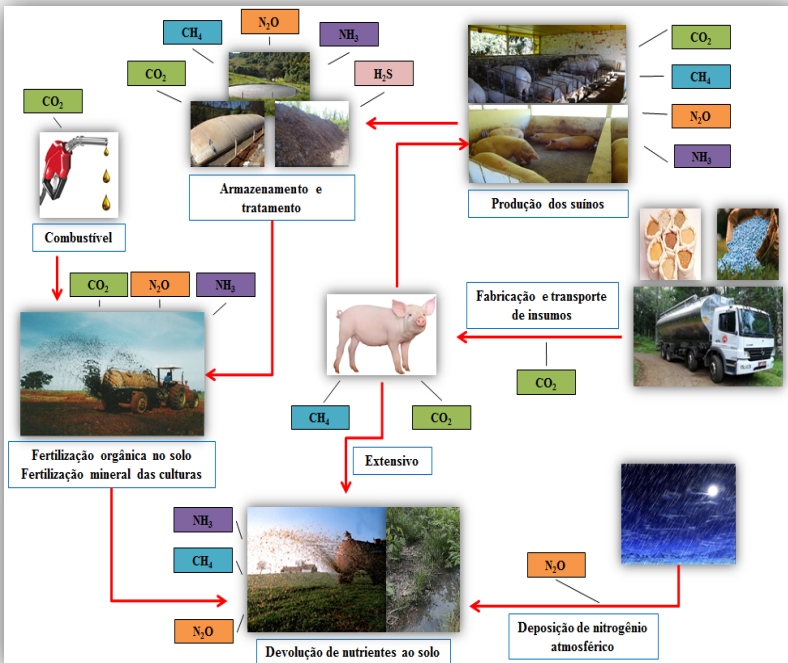 N₂O
CH₄
NH₃
CO₂
H₂S
Armazenamento e
tratamento
CO₂
CH₄
N₂O
NH₃
Produção dos suínos
CO₂
Combustível
CO₂
N₂O
NH₃
Fertilização orgânica no solo
Fertilização mineral das culturas
Fabricação e transporte
de insumos
CO₂
CH₄
CO₂
Extensivo
NH₃
CH₄
N₂O
Devolução de nutrientes ao solo
N₂O
Deposição de nitrogênio
atmosférico